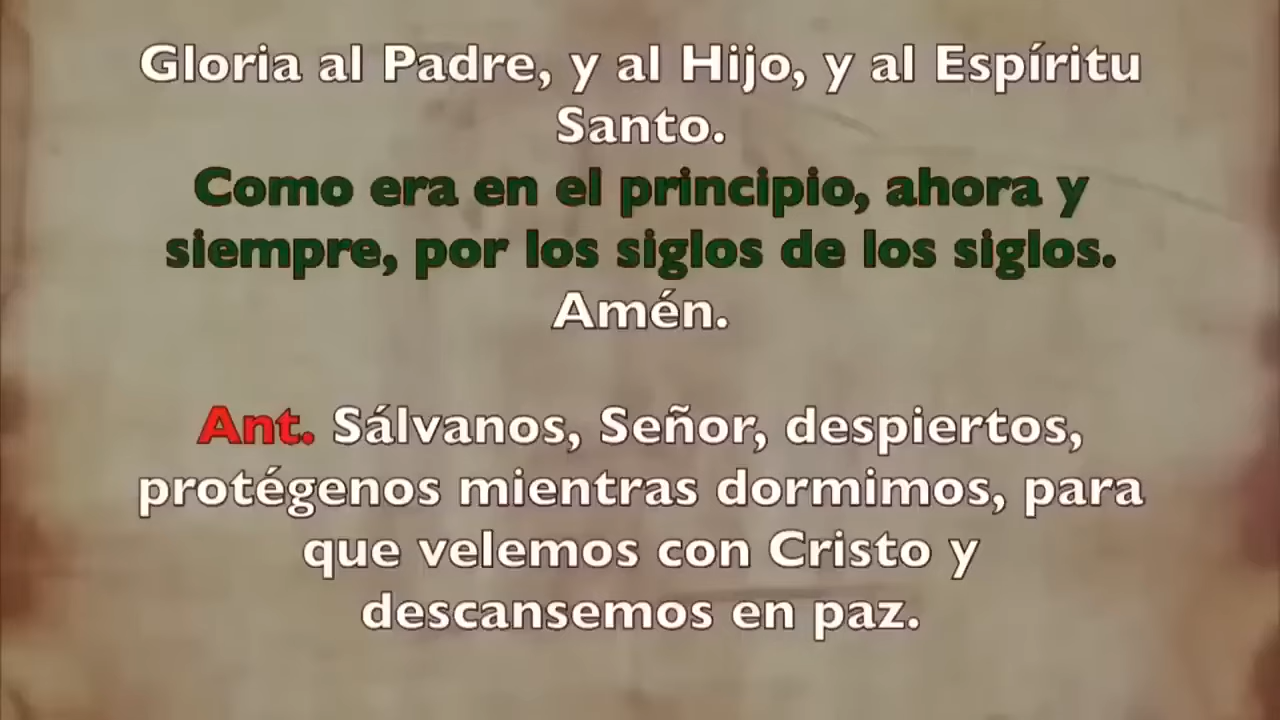 Gloria al Padre, y al Hijo, y al Espíritu
Santo.
Como era en el principio, ahora y
siempre, por los siglos de los siglos.
Amén.
Ant. Sálvanos, Señor, despiertos,
protégenos mientras dormimos, para
que velemos con Cristo y
descansemos en paz.